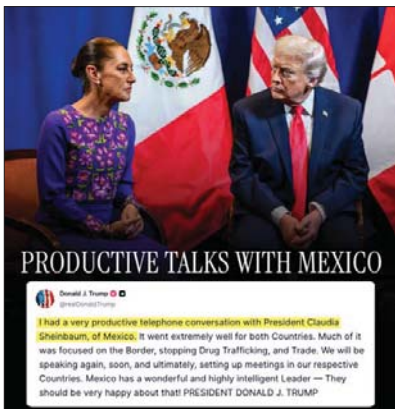 PRODUCTIVE TALKS WITH MEXICO
Donald J. Trump
@realDonaldTrump
I had a very productive telephone conversation with President Claudia
Sheinbaum, of Mexico. It went extremely well for both Countries. Much of it
was focused on the Border, stopping Drug Trafficking, and Trade. We will be
speaking again, soon, and ultimately, setting up meetings in our respective
Countries. Mexico has a wonderful and highly intelligent Leader — They
should be very happy about that! PRESIDENT DONALD J. TRUMP